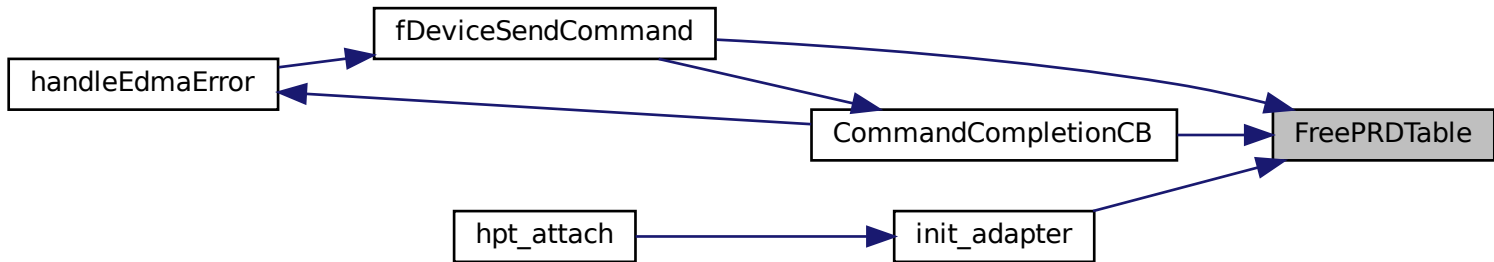 fDeviceSendCommand
handleEdmaError
CommandCompletionCB
FreePRDTable
hpt_attach
init_adapter